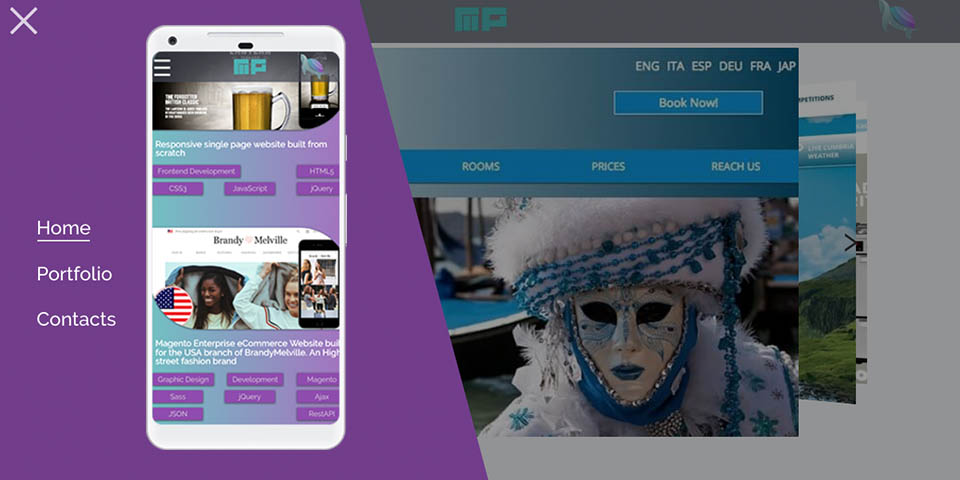 Home
Portfolio
Contacts
THE FORGOTTEN
BRITISH CLASSIC
Responsive single page website built from
scratch
Frontend Development
HTML5
CSS3
JavaScript
jQuery
Brandy Melville
Magento Enterprise eCommerce Website buil
for the USA branch of BrandyMelville. An High
street fashion brand
Graphic Design
Development
Magento
Sass
jQuery
Ajax
JSON
RestAPI
ENG ITA ESP DEU FRA JAP
Book Now!
ROOMS
PRICES
REACH US
MPETITIONS
LIVE CUMBRIA
WEATHER